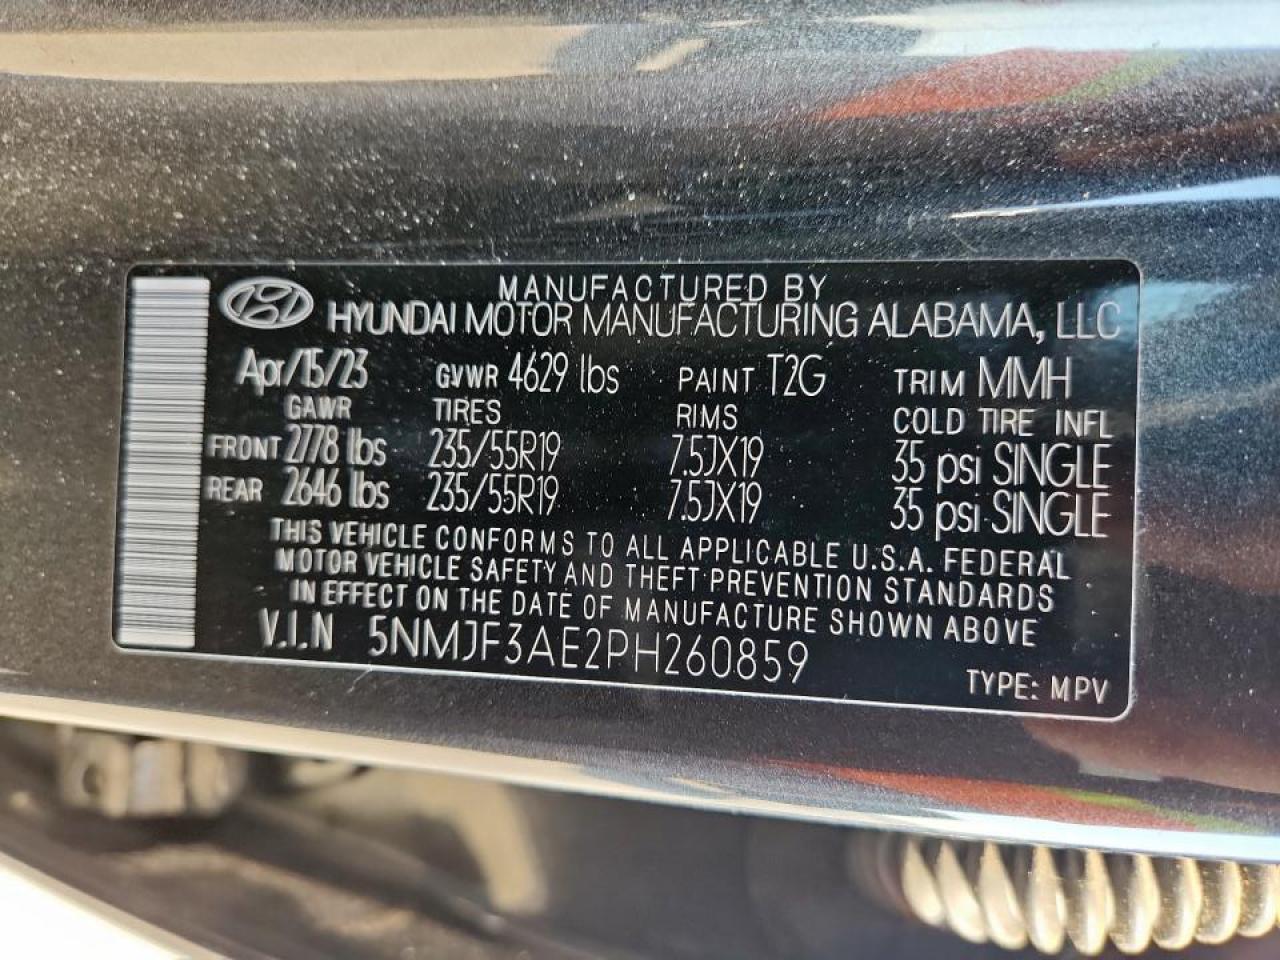 MANUFACTURED BY
HYUNDAI MOTOR MANUFACTURING ALABAMA, LLC
Apr/15/23 GVWR 4629 lbs PAINT T2G TRIM MMH
GAWR TIRES RIMS COLD TIRE INFL
FRONT 2778 lbs 235/55R19 7.5JX19 35 psi SINGLE
REAR 2646 lbs 235/55R19 7.5JX19 35 psi SINGLE
THIS VEHICLE CONFORMS TO ALL APPLICABLE U.S.A. FEDERAL
MOTOR VEHICLE SAFETY AND THEFT PREVENTION STANDARDS
IN EFFECT ON THE DATE OF MANUFACTURE SHOWN ABOVE
V.I.N 5NMJF3AE2PH260859
TYPE: MPV